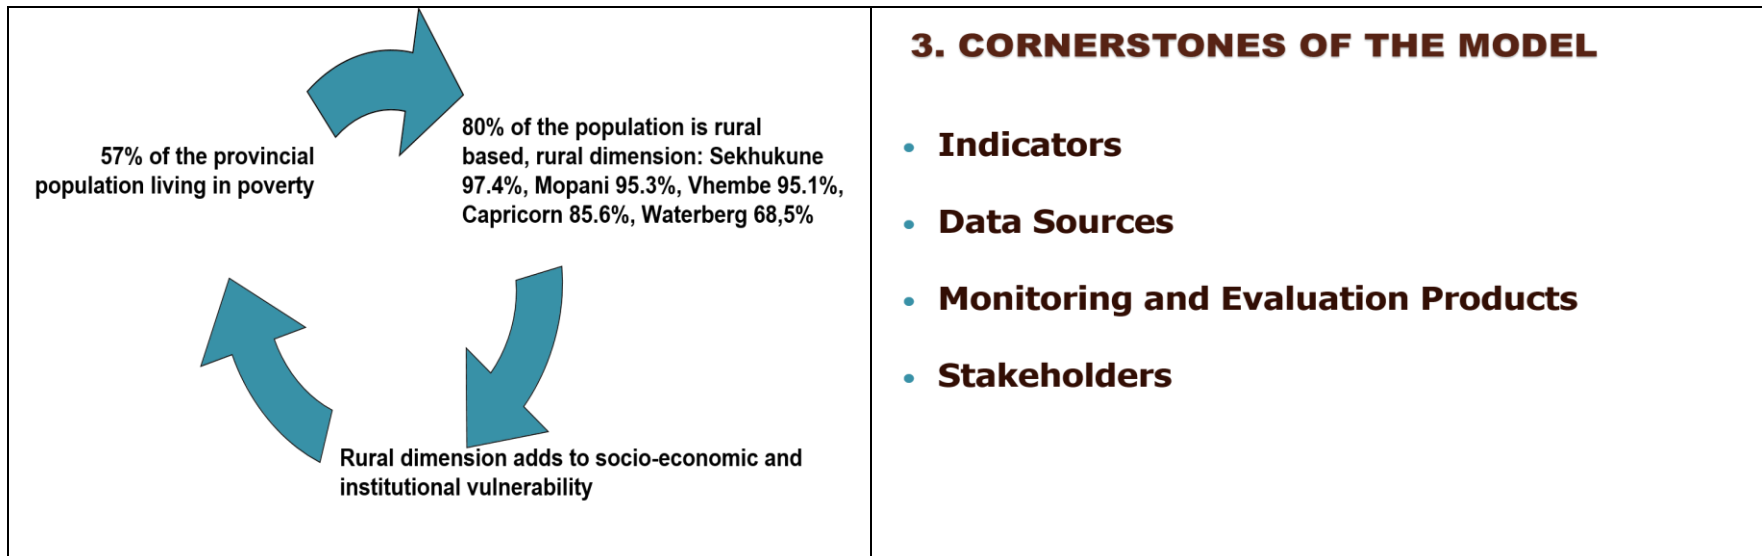 57% of the provincial
population living in poverty
80% of the population is rural
based, rural dimension: Sekhukune
97.4%, Mopani 95.3%, Vhembe 95.1%,
Capricorn 85.6%, Waterberg 68,5%
Rural dimension adds to socio-economic and
institutional vulnerability
3. CORNERSTONES OF THE MODEL
• Indicators
• Data Sources
• Monitoring and Evaluation Products
• Stakeholders